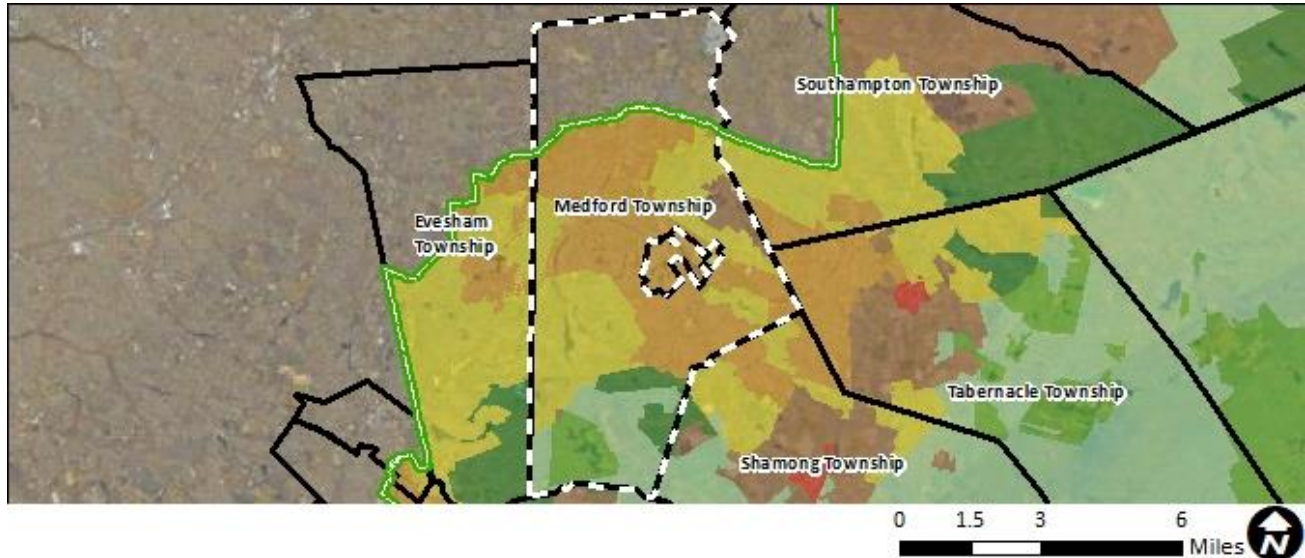 Southampton Township
Medford Township
Evesham
Township
Tabernacle Township
Shamong Township
0 1.5 3 6
Miles
N